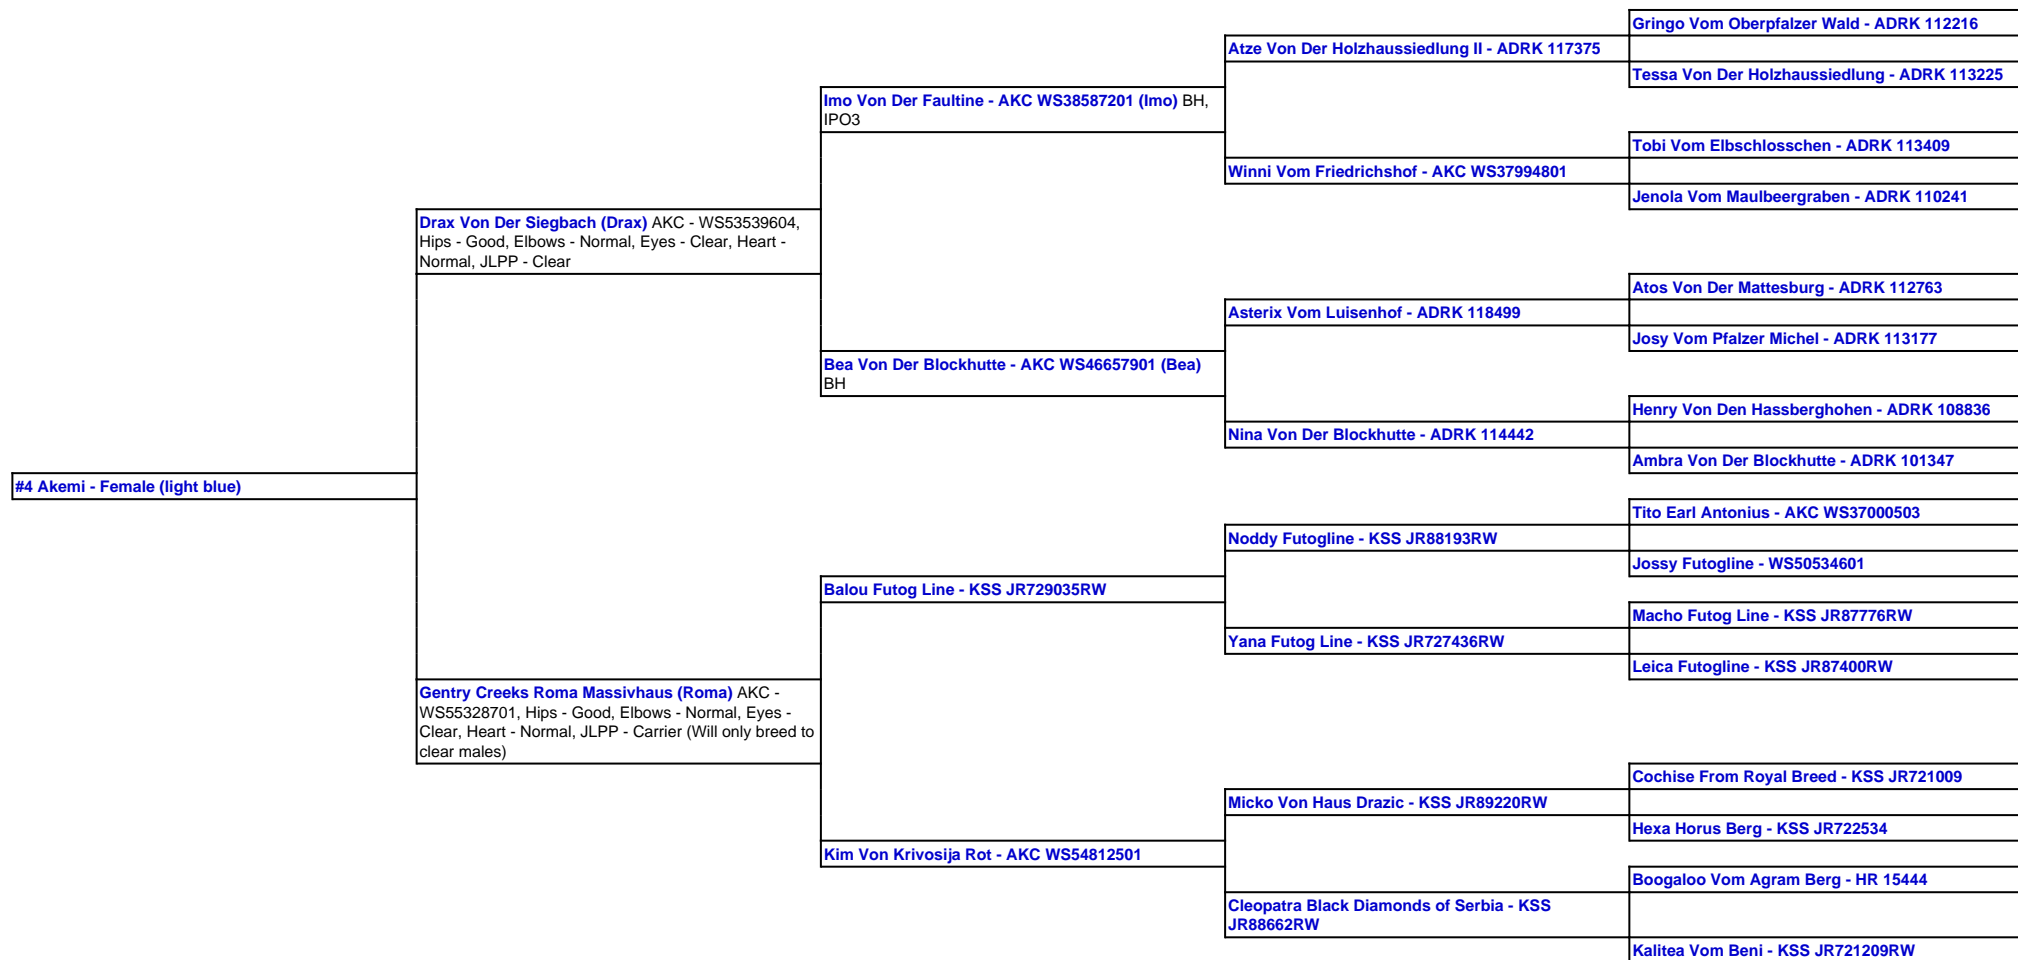 Gringo Vom Oberpfalzer Wald - ADRK 112216
Atze Von Der Holzhaussiedlung II - ADRK 117375
Tessa Von Der Holzhaussiedlung - ADRK 113225
Imo Von Der Faultine - AKC WS38587201 (Imo) BH,
IPO3
Tobi Vom Elbschlosschen - ADRK 113409
Winni Vom Friedrichshof - AKC WS37994801
Jenola Vom Maulbeergraben - ADRK 110241
Drax Von Der Siegbach (Drax) AKC - WS53539604,
Hips - Good, Elbows - Normal, Eyes - Clear, Heart -
Normal, JLPP - Clear
Atos Von Der Mattesburg - ADRK 112763
Asterix Vom Luisenhof - ADRK 118499
Josy Vom Pfalzer Michel - ADRK 113177
Bea Von Der Blockhutte - AKC WS46657901 (Bea)
BH
Henry Von Den Hassberghohen - ADRK 108836
Nina Von Der Blockhutte - ADRK 114442
Ambra Von Der Blockhutte - ADRK 101347
#4 Akemi - Female (light blue)
Tito Earl Antonius - AKC WS37000503
Noddy Futogline - KSS JR88193RW
Jossy Futogline - WS50534601
Balou Futog Line - KSS JR729035RW
Macho Futog Line - KSS JR87776RW
Yana Futog Line - KSS JR727436RW
Leica Futogline - KSS JR87400RW
Gentry Creeks Roma Massivhaus (Roma) AKC -
WS55328701, Hips - Good, Elbows - Normal, Eyes -
Clear, Heart - Normal, JLPP - Carrier (Will only breed to
clear males)
Cochise From Royal Breed - KSS JR721009
Micko Von Haus Drazic - KSS JR89220RW
Hexa Horus Berg - KSS JR722534
Kim Von Krivosija Rot - AKC WS54812501
Boogaloo Vom Agram Berg - HR 15444
Cleopatra Black Diamonds of Serbia - KSS
JR88662RW
Kalitea Vom Beni - KSS JR721209RW